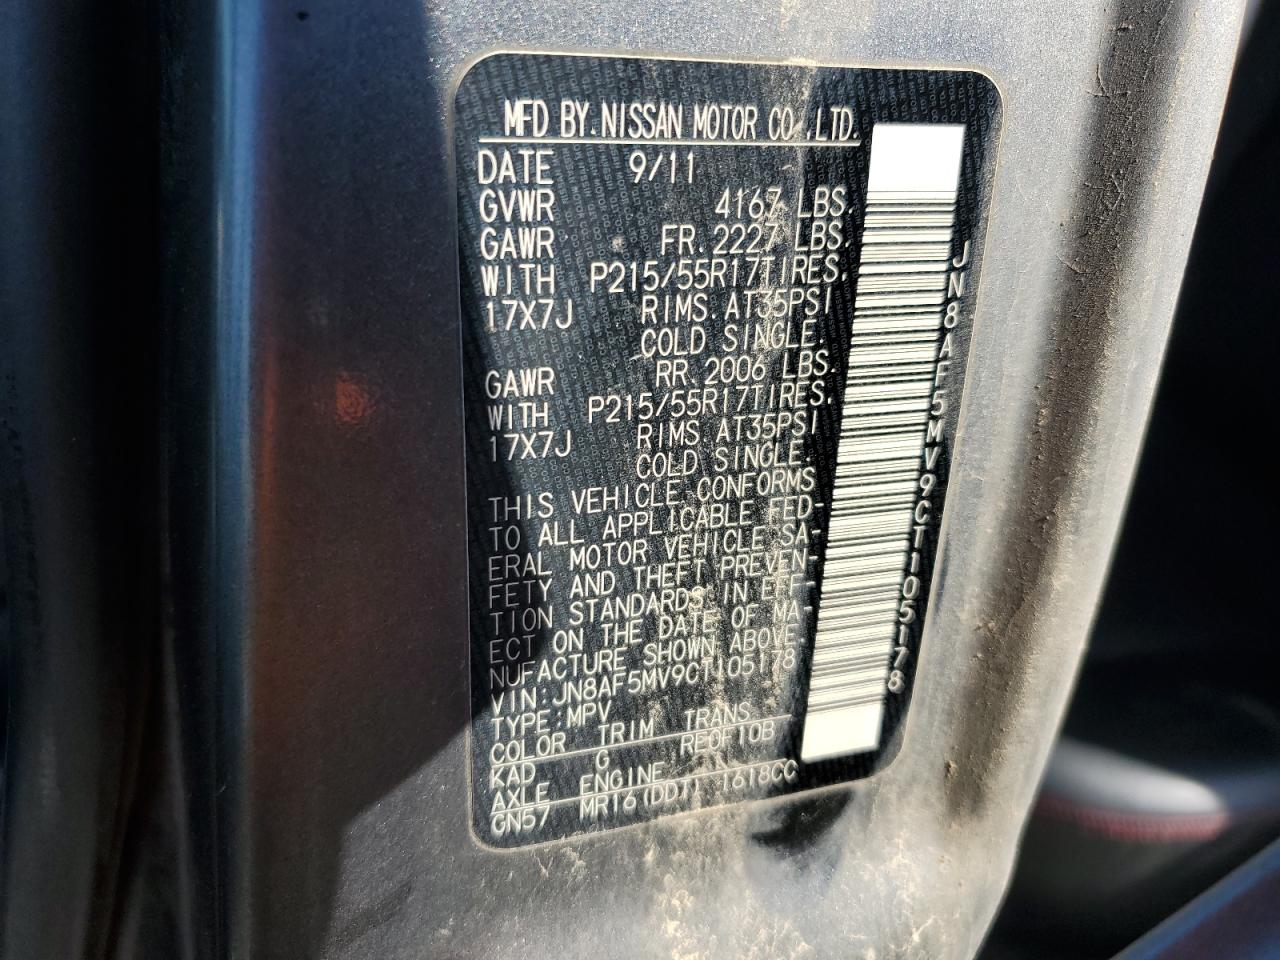 MFD BY NISSAN MOTOR CO.,LTD.
DATE 9/11
GVWR 4167 LBS.
GAWR FR.2227 LBS.
WITH P215/55R17TIRES.
17X7J RIMS.AT35PSI
COLD SINGLE.
GAWR RR.2006 LBS.
WITH P215/55R17TIRES.
17X7J RIMS.AT35PSI
COLD SINGLE.
THIS VEHICLE CONFORMS
TO ALL APPLICABLE FED-
ERAL MOTOR VEHICLE SA-
FETY AND THEFT PREVEN-
TION STANDARDS IN EFF-
ECT ON THE DATE OF MA-
NUFACTURE SHOWN ABOVE.
VIN:JN8AF5MV9CT105178
TYPE:MPV
COLOR TRIM TRANS.
KAD G RE0F10B
AXLE ENGINE
GN57 MR16(DDT) 1618CC
JN8AF5MV9CT105178